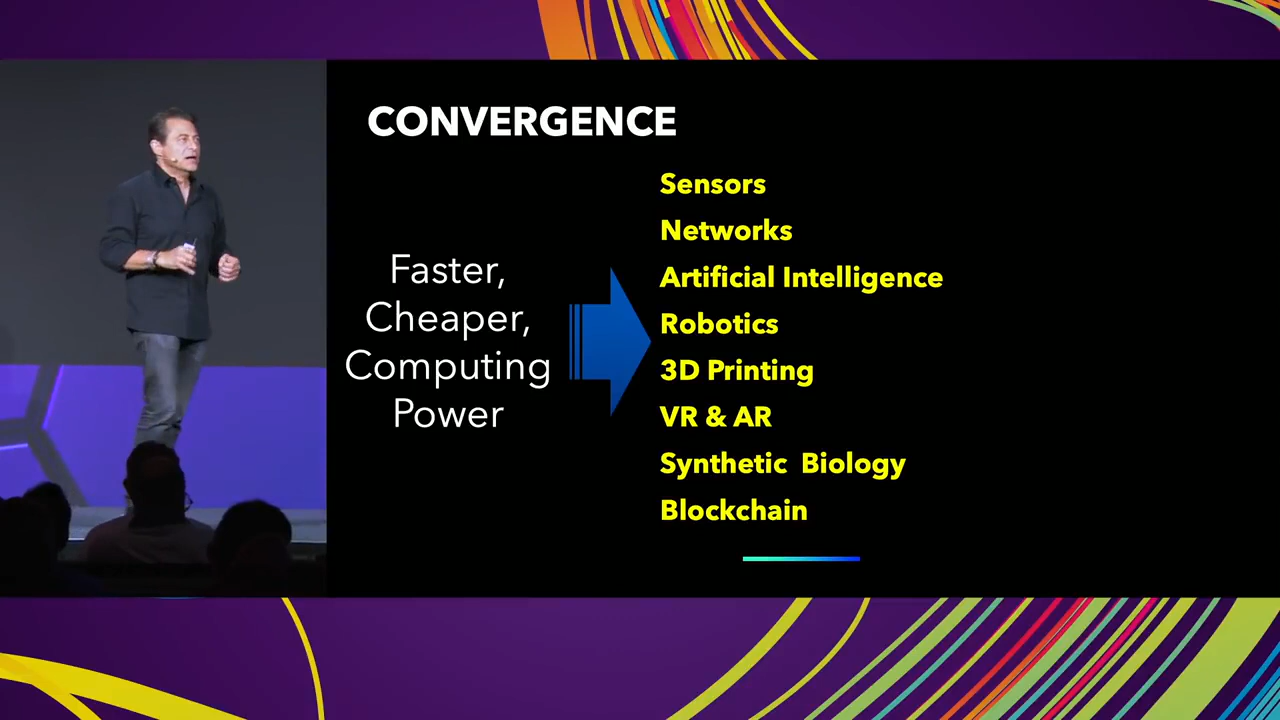 CONVERGENCE
Faster,
Cheaper,
Computing
Power
Sensors
Networks
Artificial Intelligence
Robotics
3D Printing
VR & AR
Synthetic Biology
Blockchain